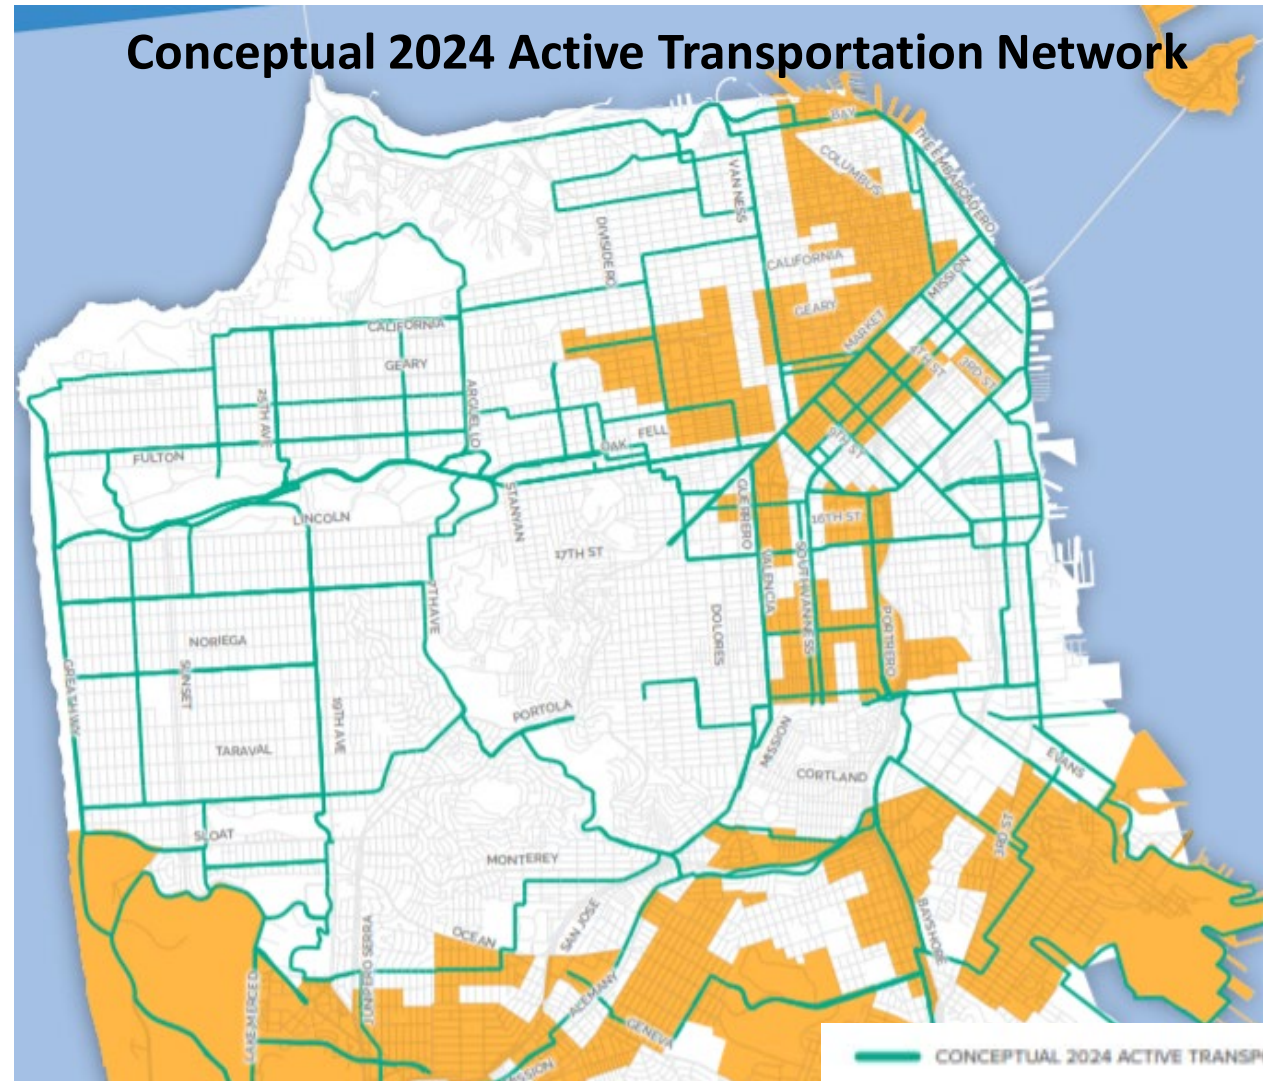 Conceptual 2024 Active Transportation Network
BAY
THE EMBARCADERO
COLUMBUS
VAN NESS
DIVISIDERO
CALIFORNIA
MISSION
GEARY
MARKET
CALIFORNIA
GEARY
4TH ST
3RD ST
25TH AVE
ARGUELLO
FELL
OAK
9TH ST
FULTON
STANYAN
GUERRERO
LINCOLN
16TH ST
17TH ST
VALENCIA
SOUTH VAN NESS
7TH AVE
DOLORES
PORTRERO
NORIEGA
SUNSET
GREAT HWY
19TH AVE
PORTOLA
MISSION
TARAVAL
EVANS
CORTLAND
SLOAT
3RD ST
MONTEREY
SAN JOSE
OCEAN
BAYSHORE
JUNIPERO SERRA
LAKE MERCED
ALEMANY
GENEVA
MISSION
CONCEPTUAL 2024 ACTIVE TRANSP